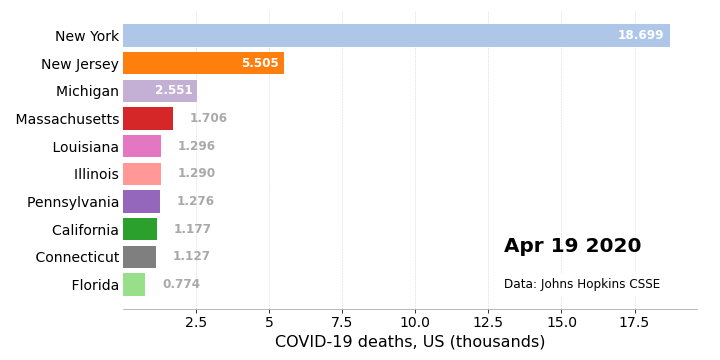 New York 18.699
New Jersey 5.505
Michigan 2.551
Massachusetts 1.706
Louisiana 1.296
Illinois 1.290
Pennsylvania 1.276
California 1.177
Connecticut 1.127
Florida 0.774
Apr 19 2020
Data: Johns Hopkins CSSE
2.5 5 7.5 10.0 12.5 15.0 17.5
COVID-19 deaths, US (thousands)